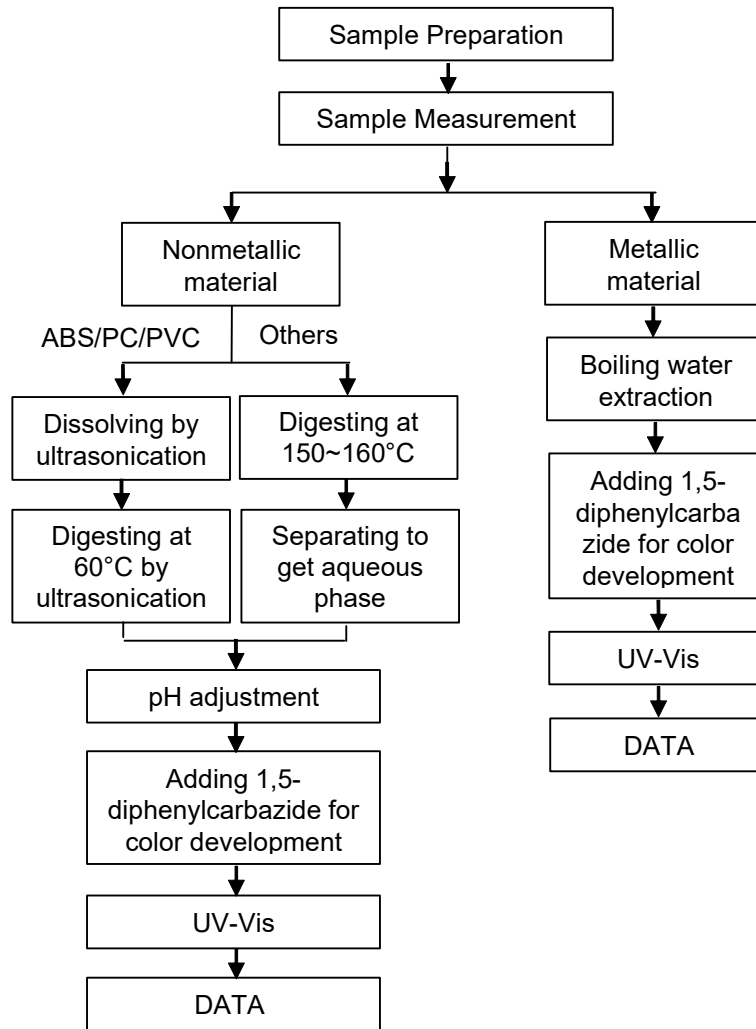 Sample Preparation
Sample Measurement
Nonmetallic
material
Metallic
material
ABS/PC/PVC
Others
Boiling water
extraction
Dissolving by
ultrasonication
Digesting at
150~160°C
Adding 1,5-
diphenylcarba
zide for color
development
Digesting at
60°C by
ultrasonication
Separating to
get aqueous
phase
UV-Vis
pH adjustment
DATA
Adding 1,5-
diphenylcarbazide for
color development
UV-Vis
DATA